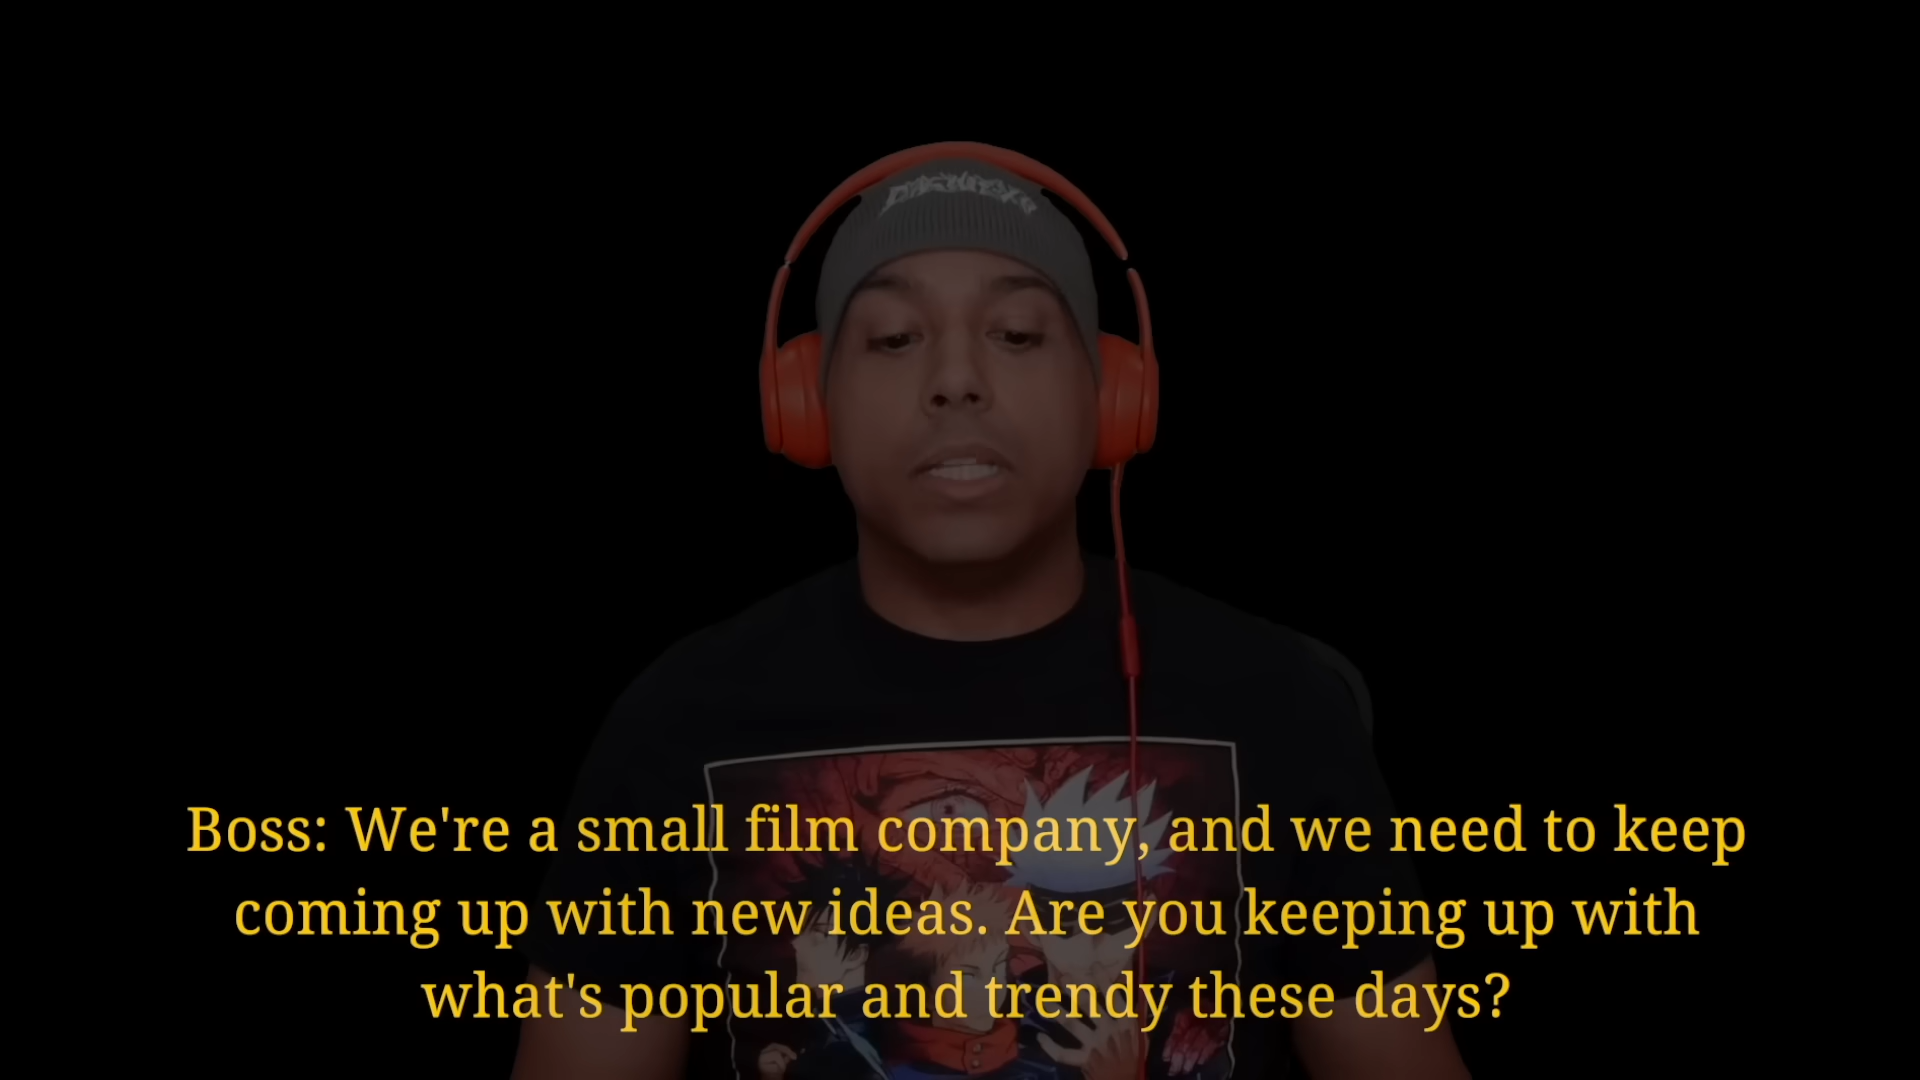 Boss: We're a small film company, and we need to keep
coming up with new ideas. Are you keeping up with
what's popular and trendy these days?